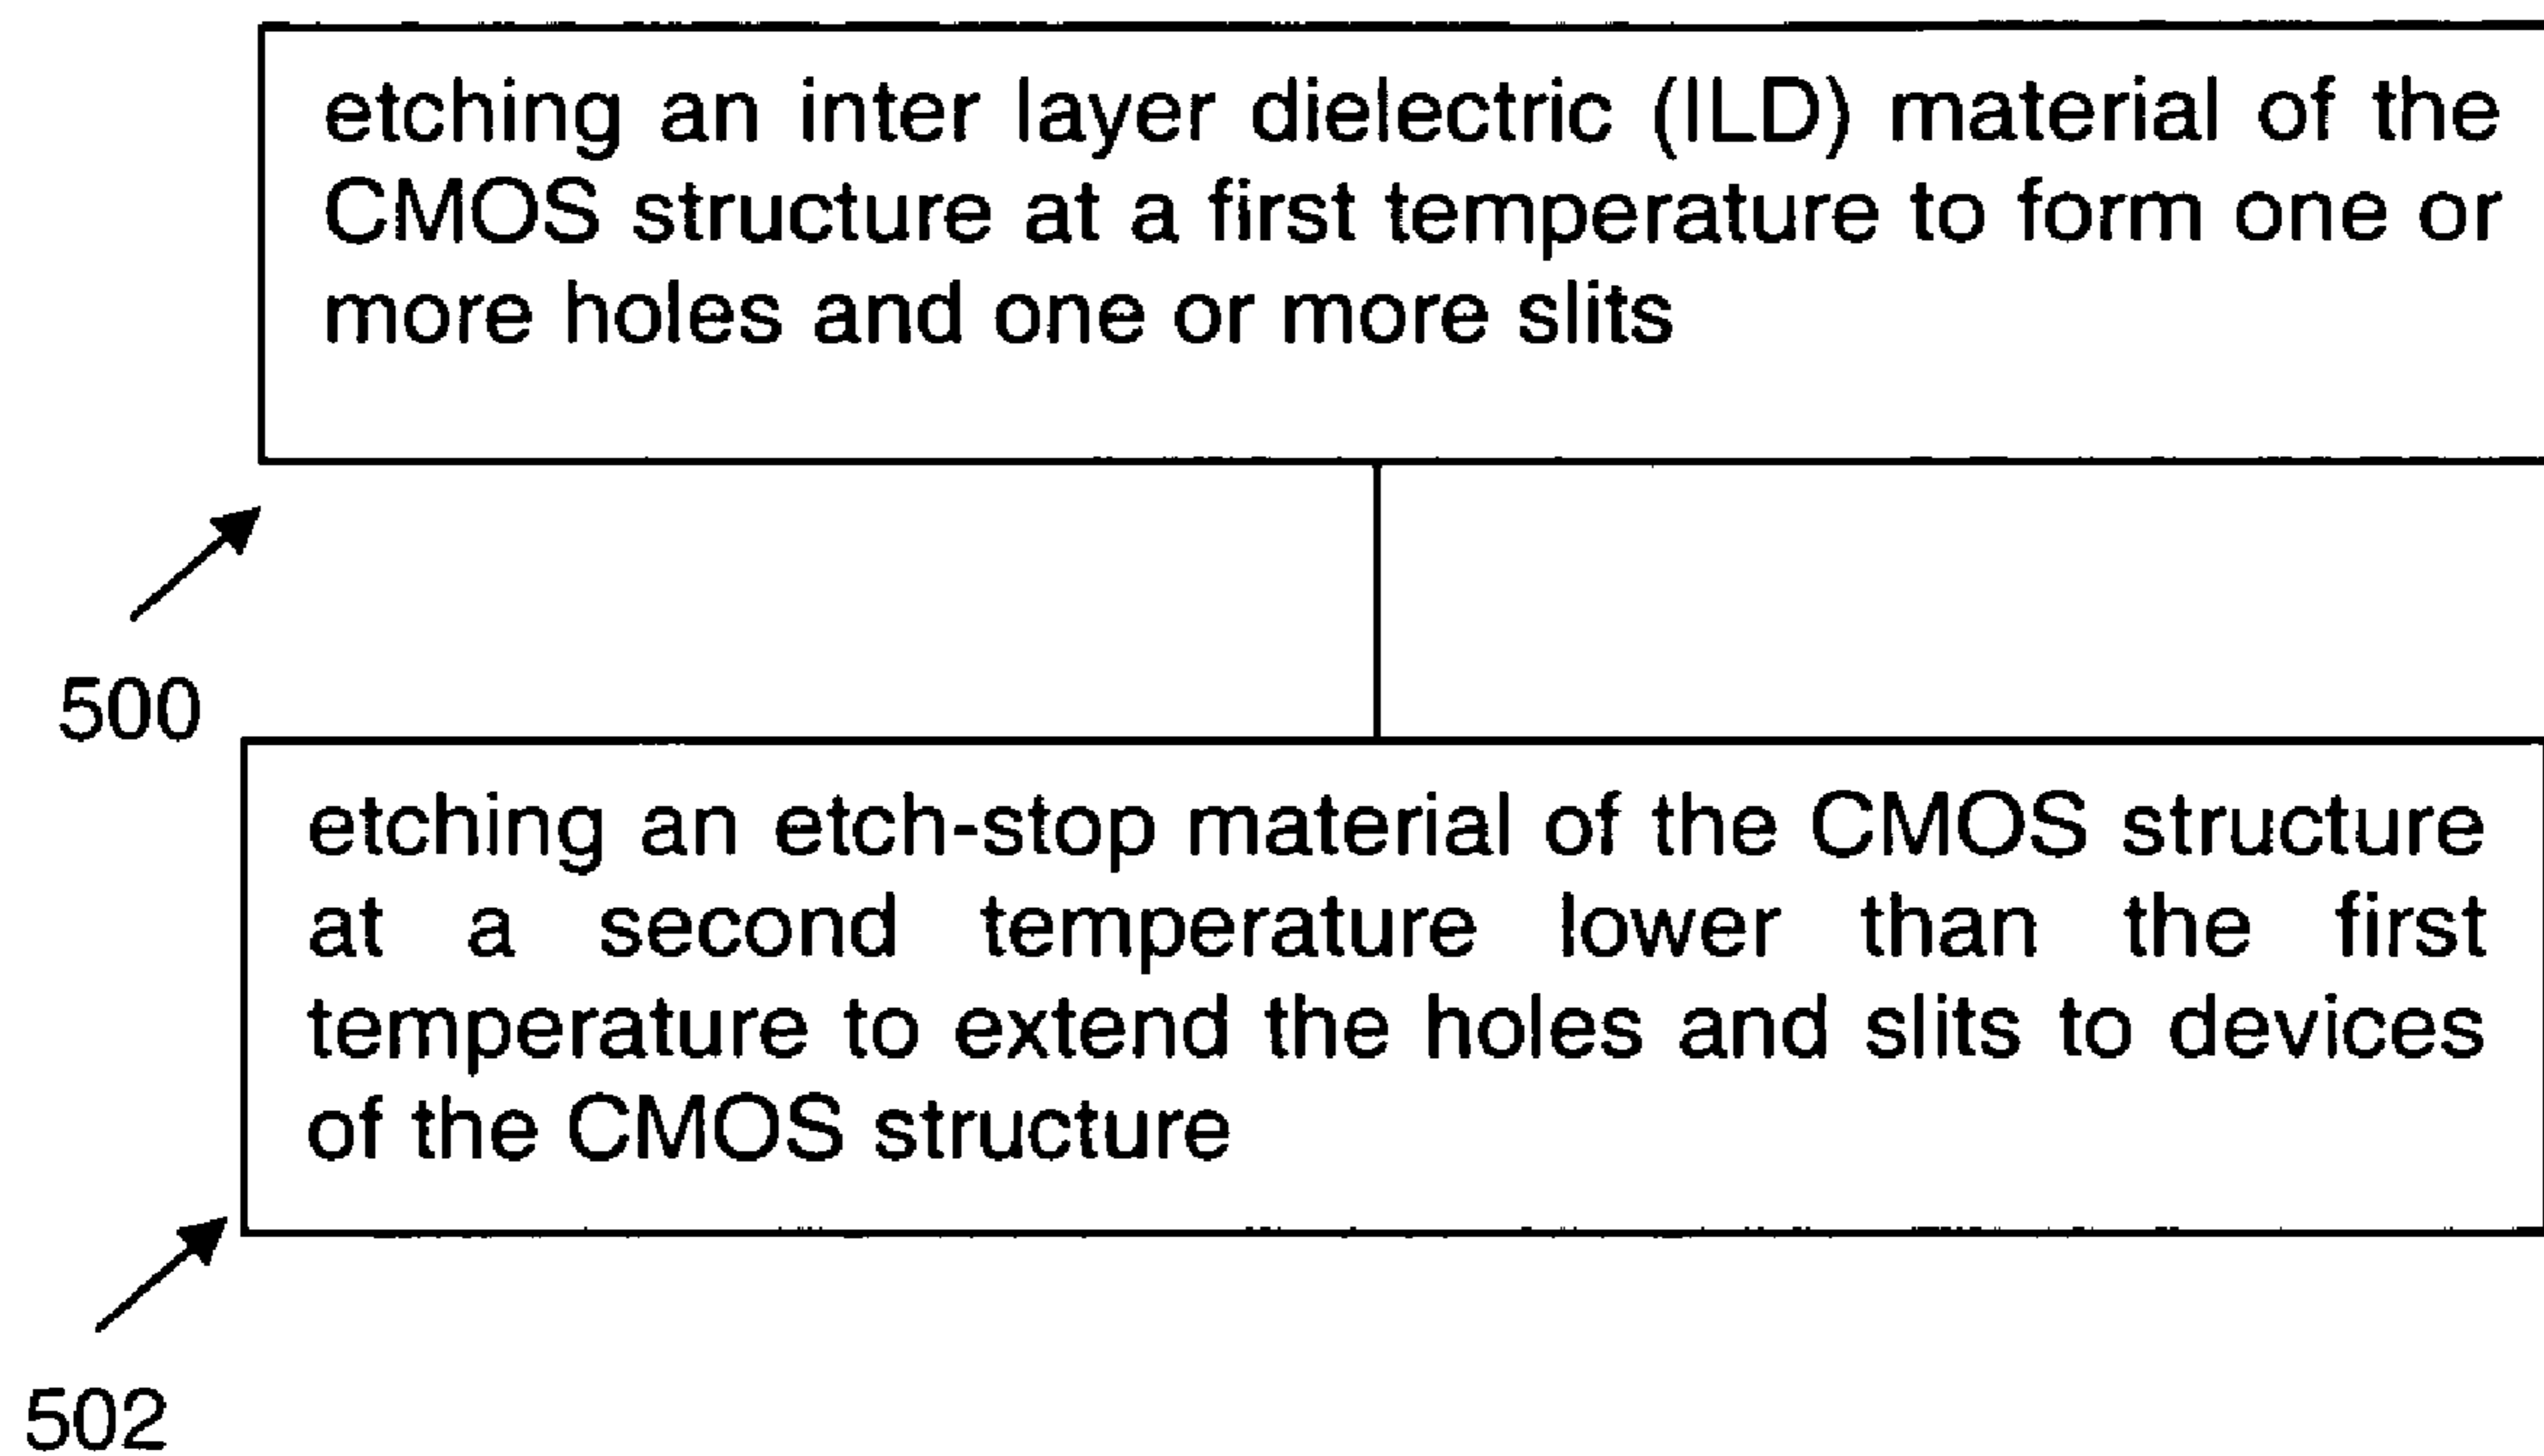 etching an inter layer dielectric (ILD) material of the
CMOS structure at a first temperature to form one or
more holes and one or more slits
500
etching an etch-stop material of the CMOS structure
at a second temperature lower than the first
temperature to extend the holes and slits to devices
of the CMOS structure
502